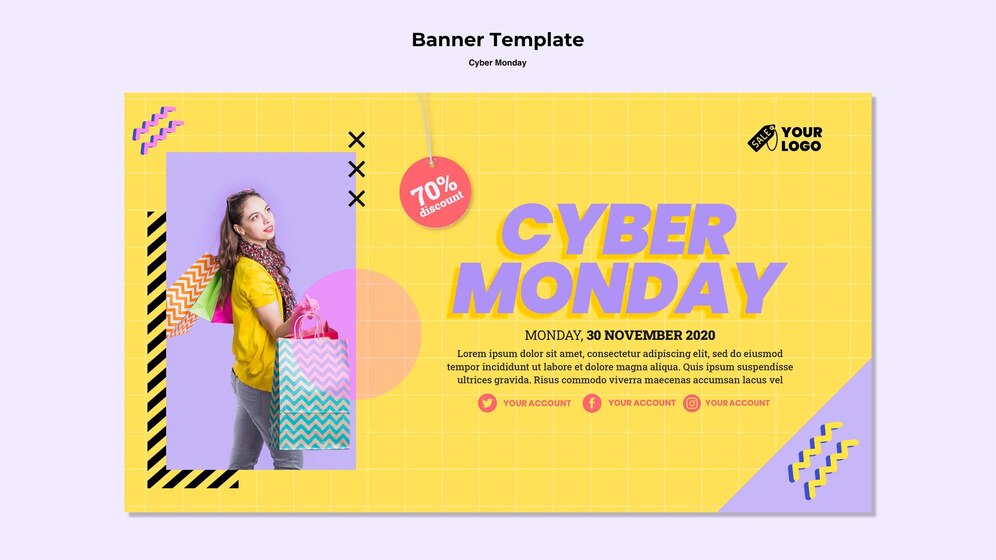 Banner Template
Cyber Monday
SALE
YOUR
LOGO
70%
discount
CYBER
MONDAY
MONDAY, 30 NOVEMBER 2020
Lorem ipsum dolor sit amet, consectetur adipiscing elit, sed do eiusmod
tempor incididunt ut labore et dolore magna aliqua. Quis ipsum suspendisse
ultrices gravida. Risus commodo viverra maecenas accumsan lacus vel
YOUR ACCOUNT YOUR ACCOUNT YOUR ACCOUNT